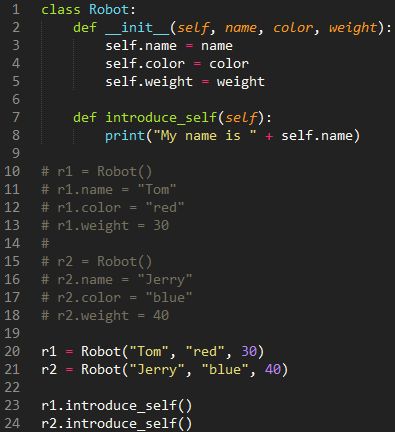 1 class Robot:
2     def __init__(self, name, color, weight):
3         self.name = name
4         self.color = color
5         self.weight = weight
6
7     def introduce_self(self):
8         print("My name is " + self.name)
9
10 # r1 = Robot()
11 # r1.name = "Tom"
12 # r1.color = "red"
13 # r1.weight = 30
14 #
15 # r2 = Robot()
16 # r2.name = "Jerry"
17 # r2.color = "blue"
18 # r2.weight = 40
19
20 r1 = Robot("Tom", "red", 30)
21 r2 = Robot("Jerry", "blue", 40)
22
23 r1.introduce_self()
24 r2.introduce_self()